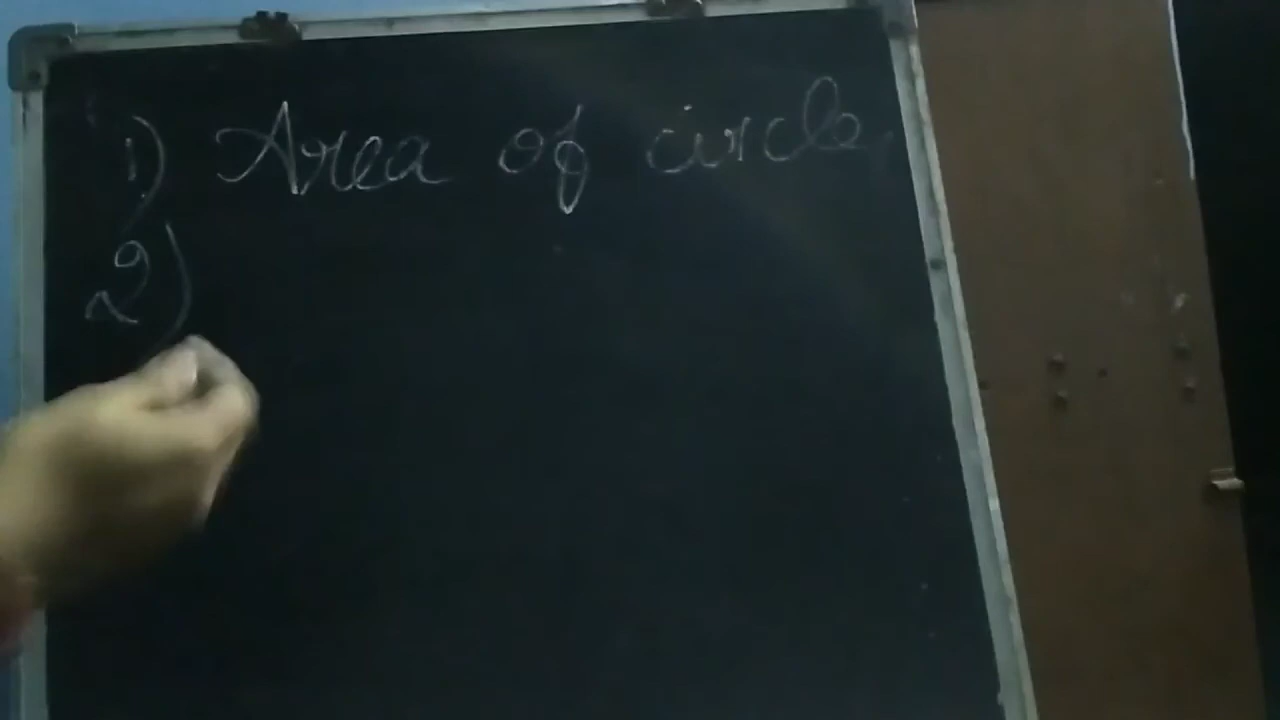 1) Area of circle,
2)